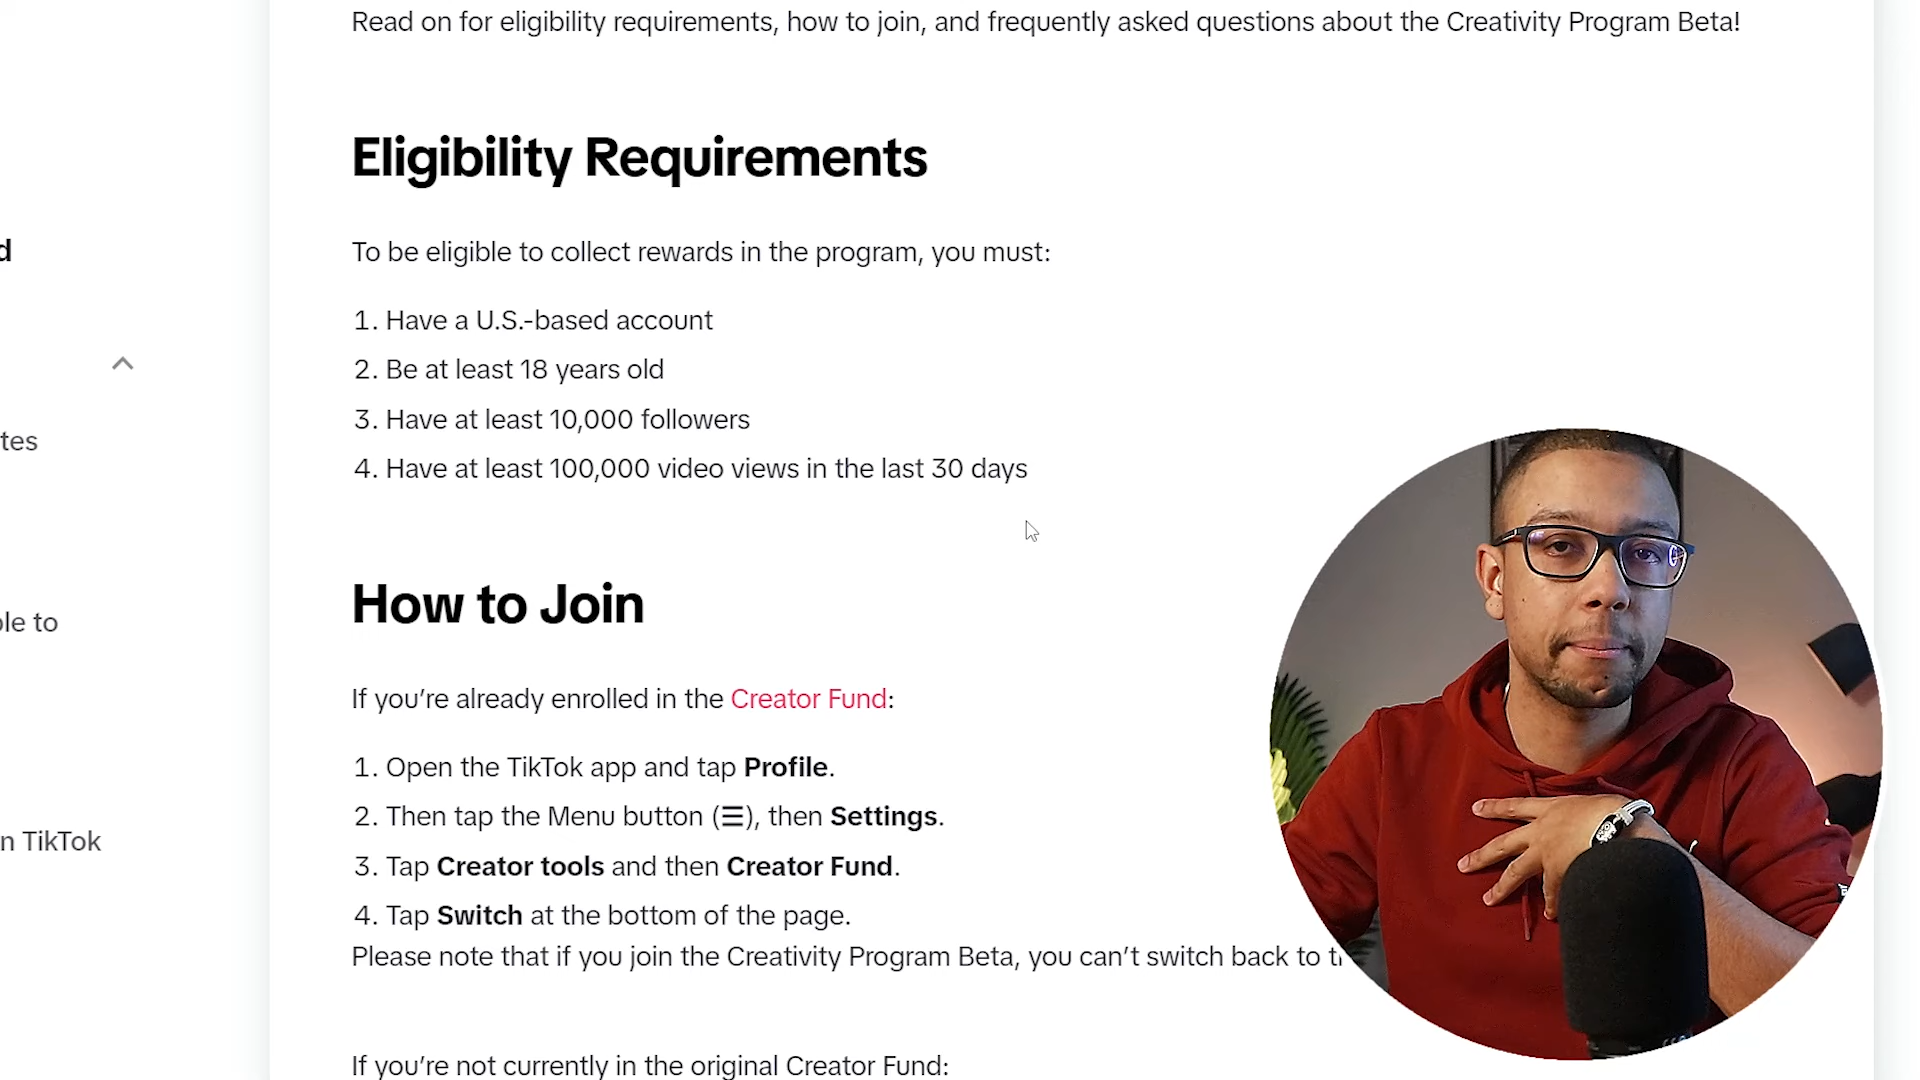 Read on for eligibility requirements, how to join, and frequently asked questions about the Creativity Program Beta!
Eligibility Requirements
d
To be eligible to collect rewards in the program, you must:
1. Have a U.S.-based account
2. Be at least 18 years old
3. Have at least 10,000 followers
tes
4. Have at least 100,000 video views in the last 30 days
How to Join
le to
If you’re already enrolled in the Creator Fund:
1. Open the TikTok app and tap Profile.
2. Then tap the Menu button (☰), then Settings.
n TikTok
3. Tap Creator tools and then Creator Fund.
4. Tap Switch at the bottom of the page.
Please note that if you join the Creativity Program Beta, you can’t switch back to
If you’re not currently in the original Creator Fund: